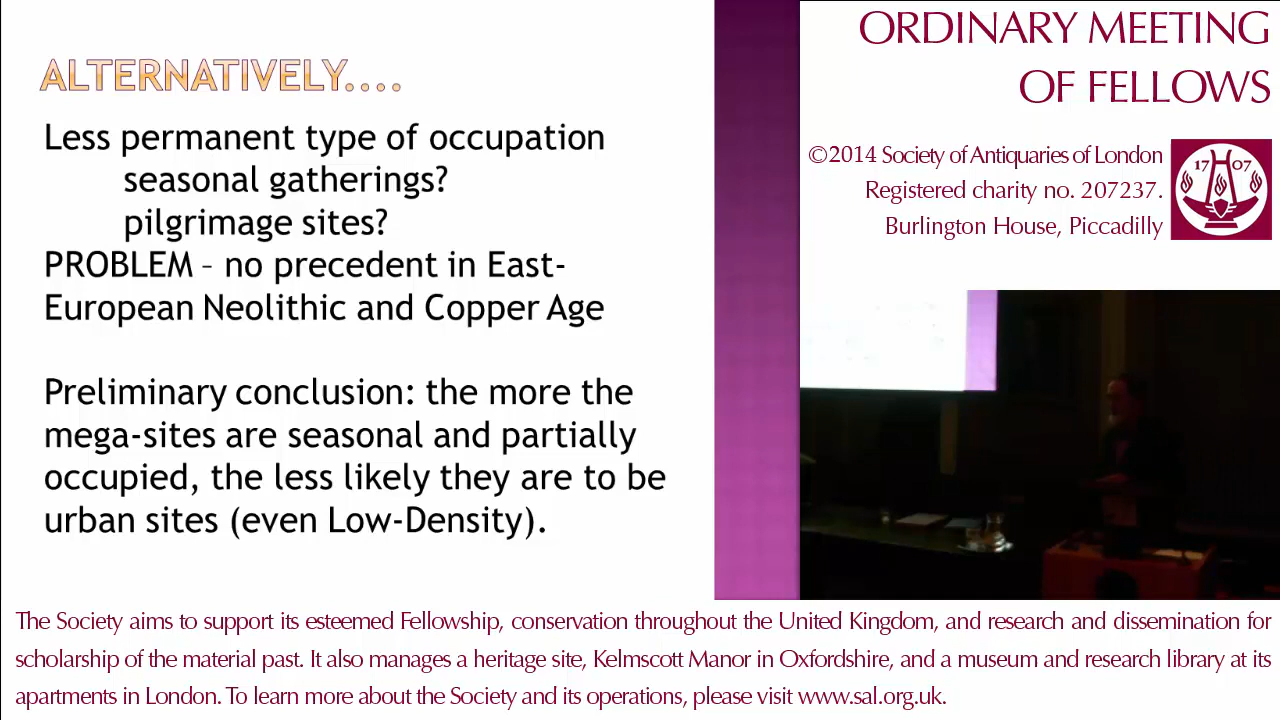 ALTERNATIVELY....
Less permanent type of occupation
seasonal gatherings?
pilgrimage sites?
PROBLEM – no precedent in East-
European Neolithic and Copper Age
Preliminary conclusion: the more the
mega-sites are seasonal and partially
occupied, the less likely they are to be
urban sites (even Low-Density).
ORDINARY MEETING
OF FELLOWS
©2014 Society of Antiquaries of London
Registered charity no. 207237.
Burlington House, Piccadilly
17 07
The Society aims to support its esteemed Fellowship, conservation throughout the United Kingdom, and research and dissemination for
scholarship of the material past. It also manages a heritage site, Kelmscott Manor in Oxfordshire, and a museum and research library at its
apartments in London. To learn more about the Society and its operations, please visit www.sal.org.uk.